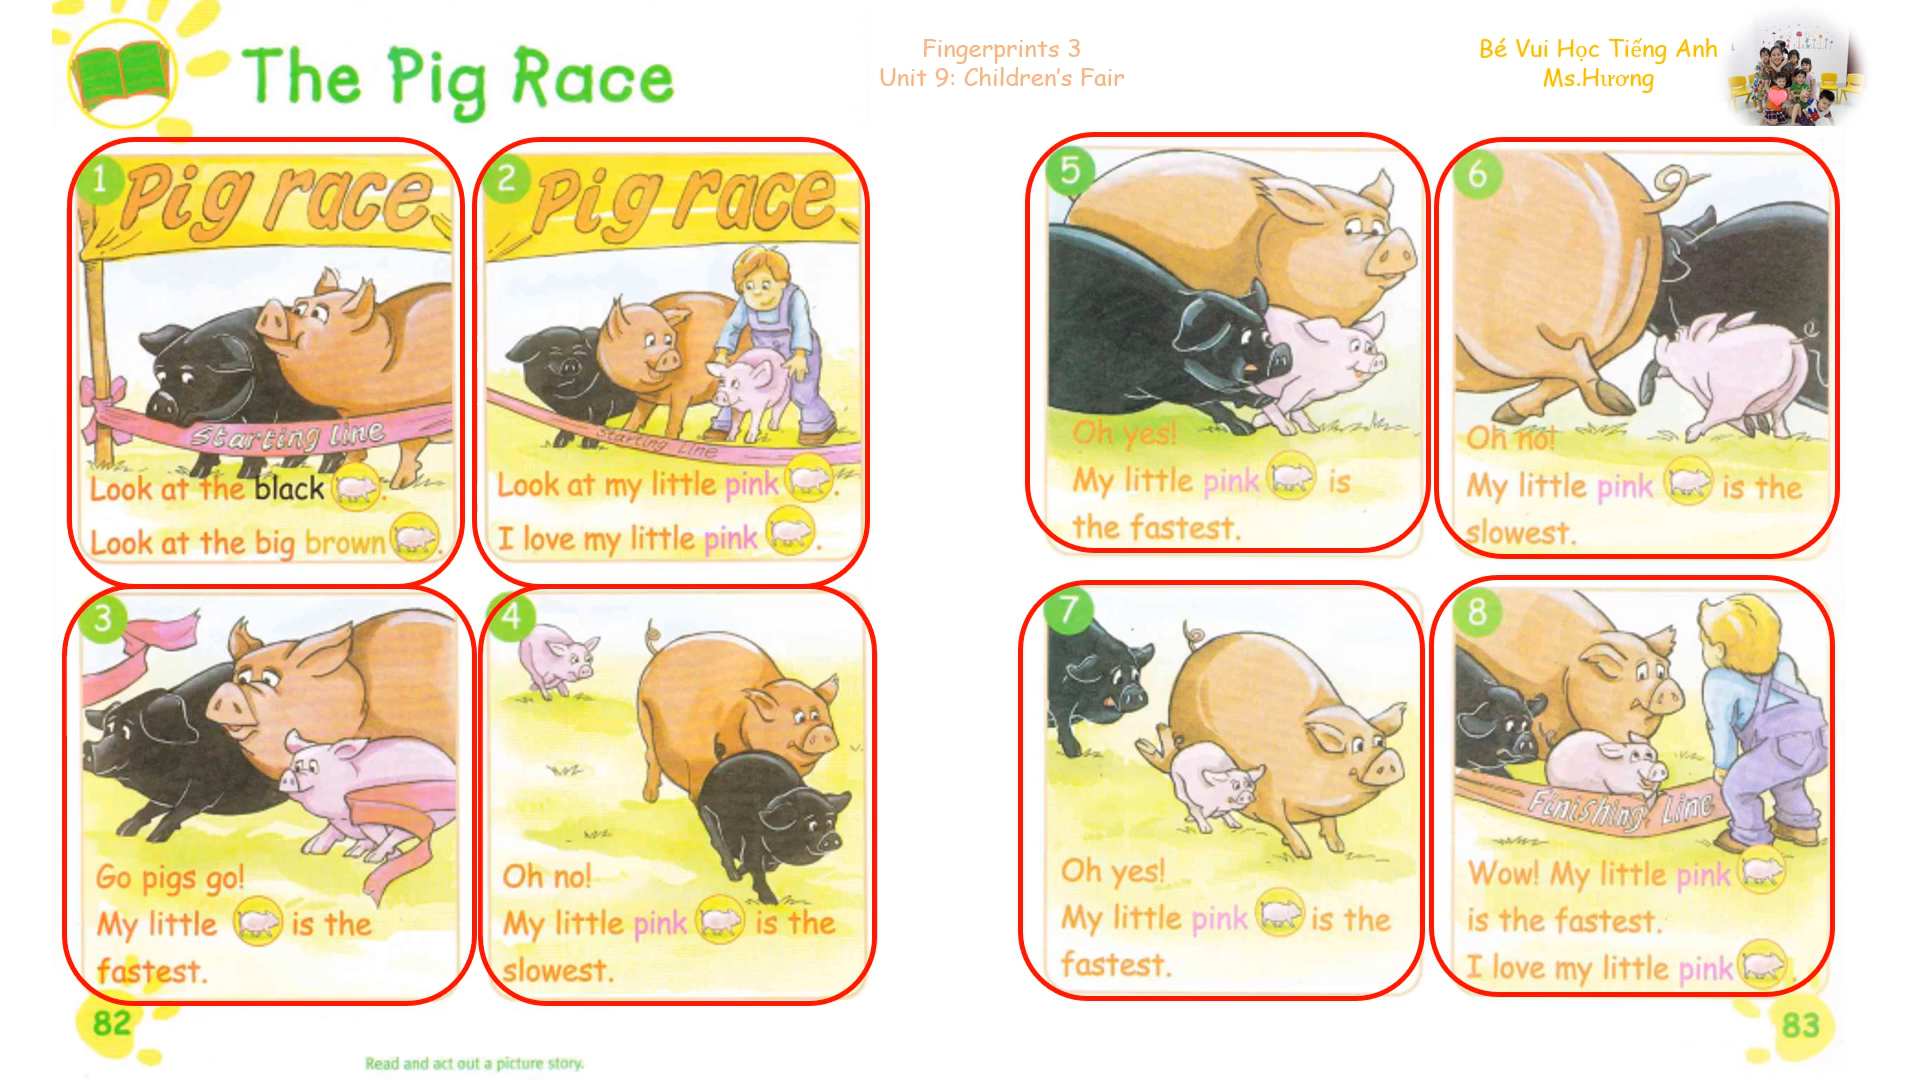 The Pig Race
Fingerprints 3
Unit 9: Children's Fair
Bé Vui Học Tiếng Anh
Ms.Hương
1
Pig race
Starting Line
Look at the black .
Look at the big brown .
2
Pig race
Starting Line
Look at my little pink .
I love my little pink .
3
Go pigs go!
My little is the
fastest.
4
Oh no!
My little pink is the
slowest.
5
Oh yes!
My little pink is
the fastest.
6
Oh no!
My little pink is the
slowest.
7
Oh yes!
My little pink is the
fastest.
8
Finishing Line
Wow! My little pink
is the fastest.
I love my little pink .
82
Read and act out a picture story.
83